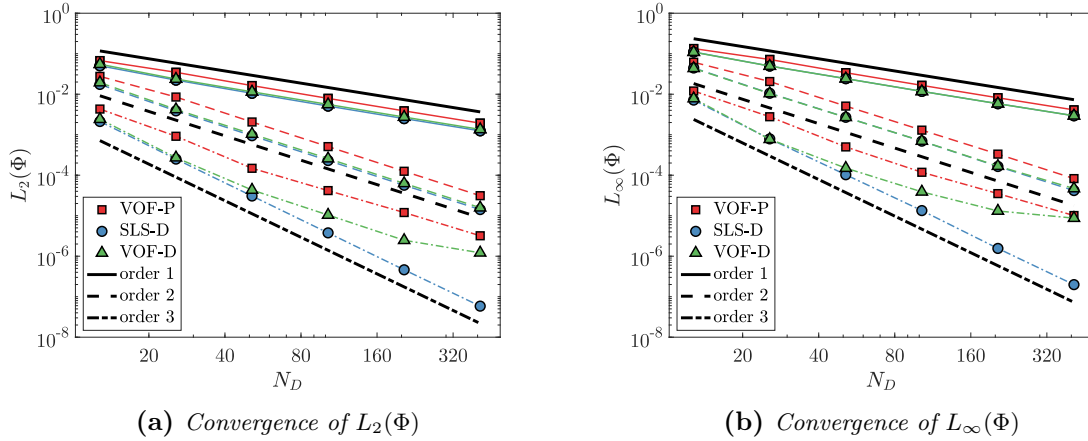 10^0
10^-2
10^-4
10^-6
10^-8
L_2(Φ)
VOF-P
SLS-D
VOF-D
order 1
order 2
order 3
20 40 80 160 320
N_D
(a) Convergence of L_2(Φ)
10^0
10^-2
10^-4
10^-6
10^-8
L_∞(Φ)
VOF-P
SLS-D
VOF-D
order 1
order 2
order 3
20 40 80 160 320
N_D
(b) Convergence of L_∞(Φ)